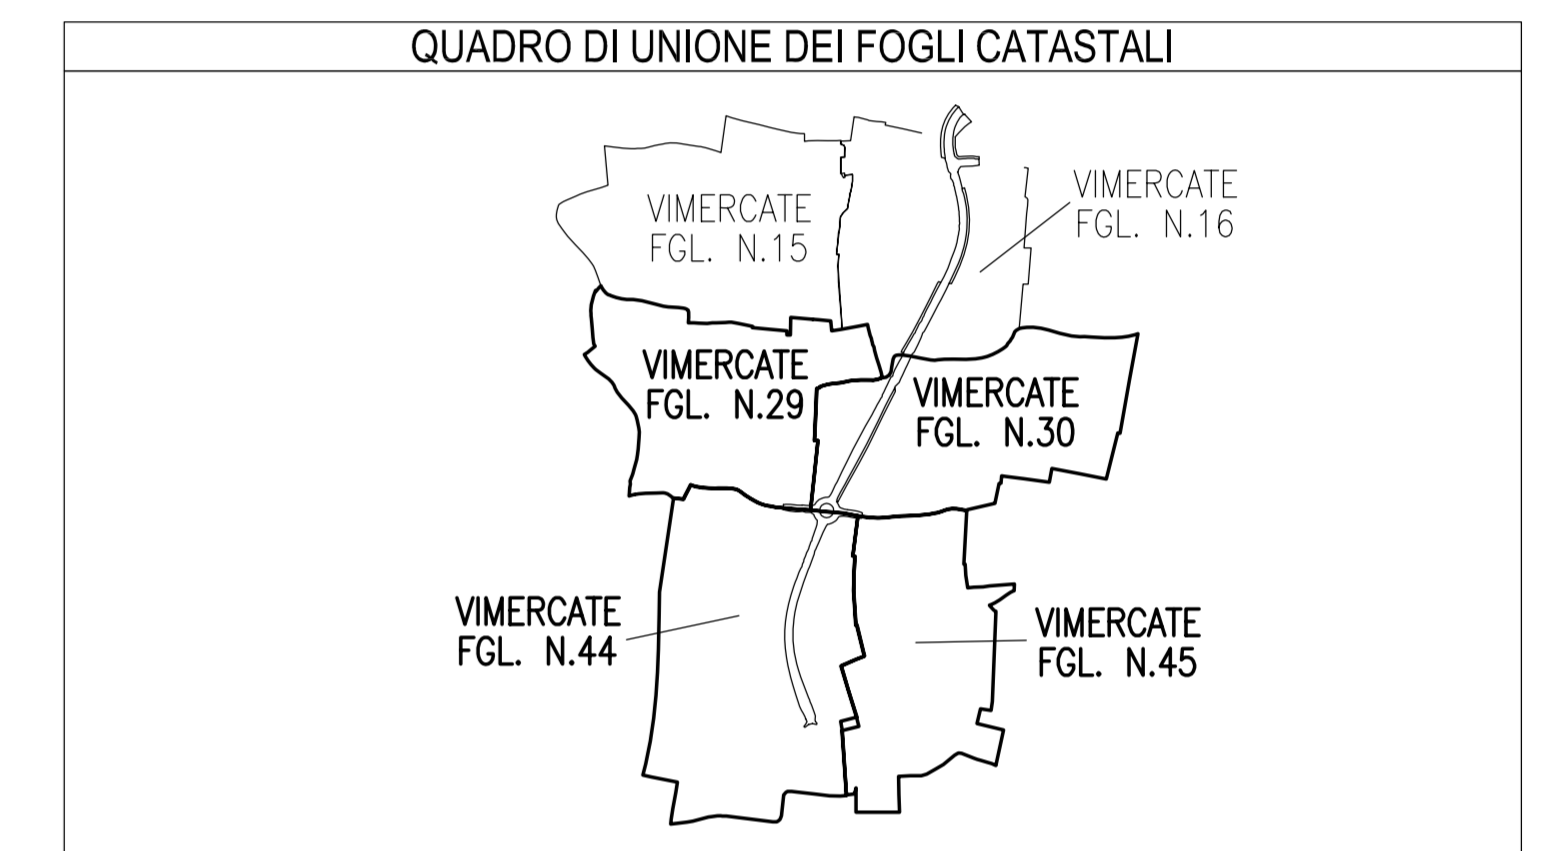 QUADRO DI UNIONE DEI FOGLI CATASTALI
VIMERCATE
FGL. N.15
VIMERCATE
FGL. N.16
VIMERCATE
FGL. N.29
VIMERCATE
FGL. N.30
VIMERCATE
FGL. N.44
VIMERCATE
FGL. N.45